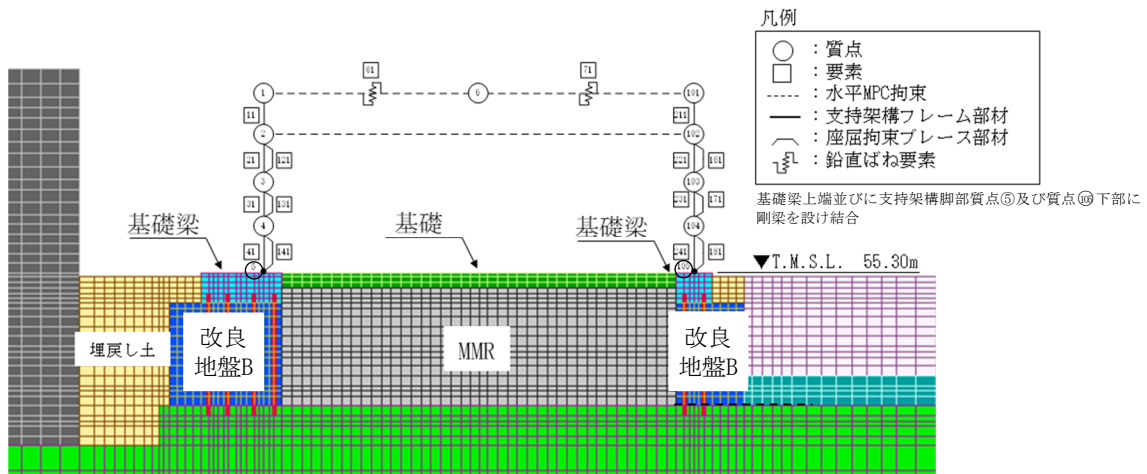 凡例
○ : 質点
□ : 要素
----- : 水平MPC拘束
: 支持架構フレーム部材
: 座屈拘束ブレース部材
: 鉛直ばね要素
基礎梁上端並びに支持架構脚部質点⑤及び質点105下部に
剛梁を設け結合
61
71
1
6
101
11
211
2
102
21
121
221
161
3
103
31
131
231
171
4
104
基礎梁
基礎
基礎梁
41
141
241
181
5
105
▼T.M.S.L. 55.30m
埋戻し土
改良
地盤B
MMR
改良
地盤B